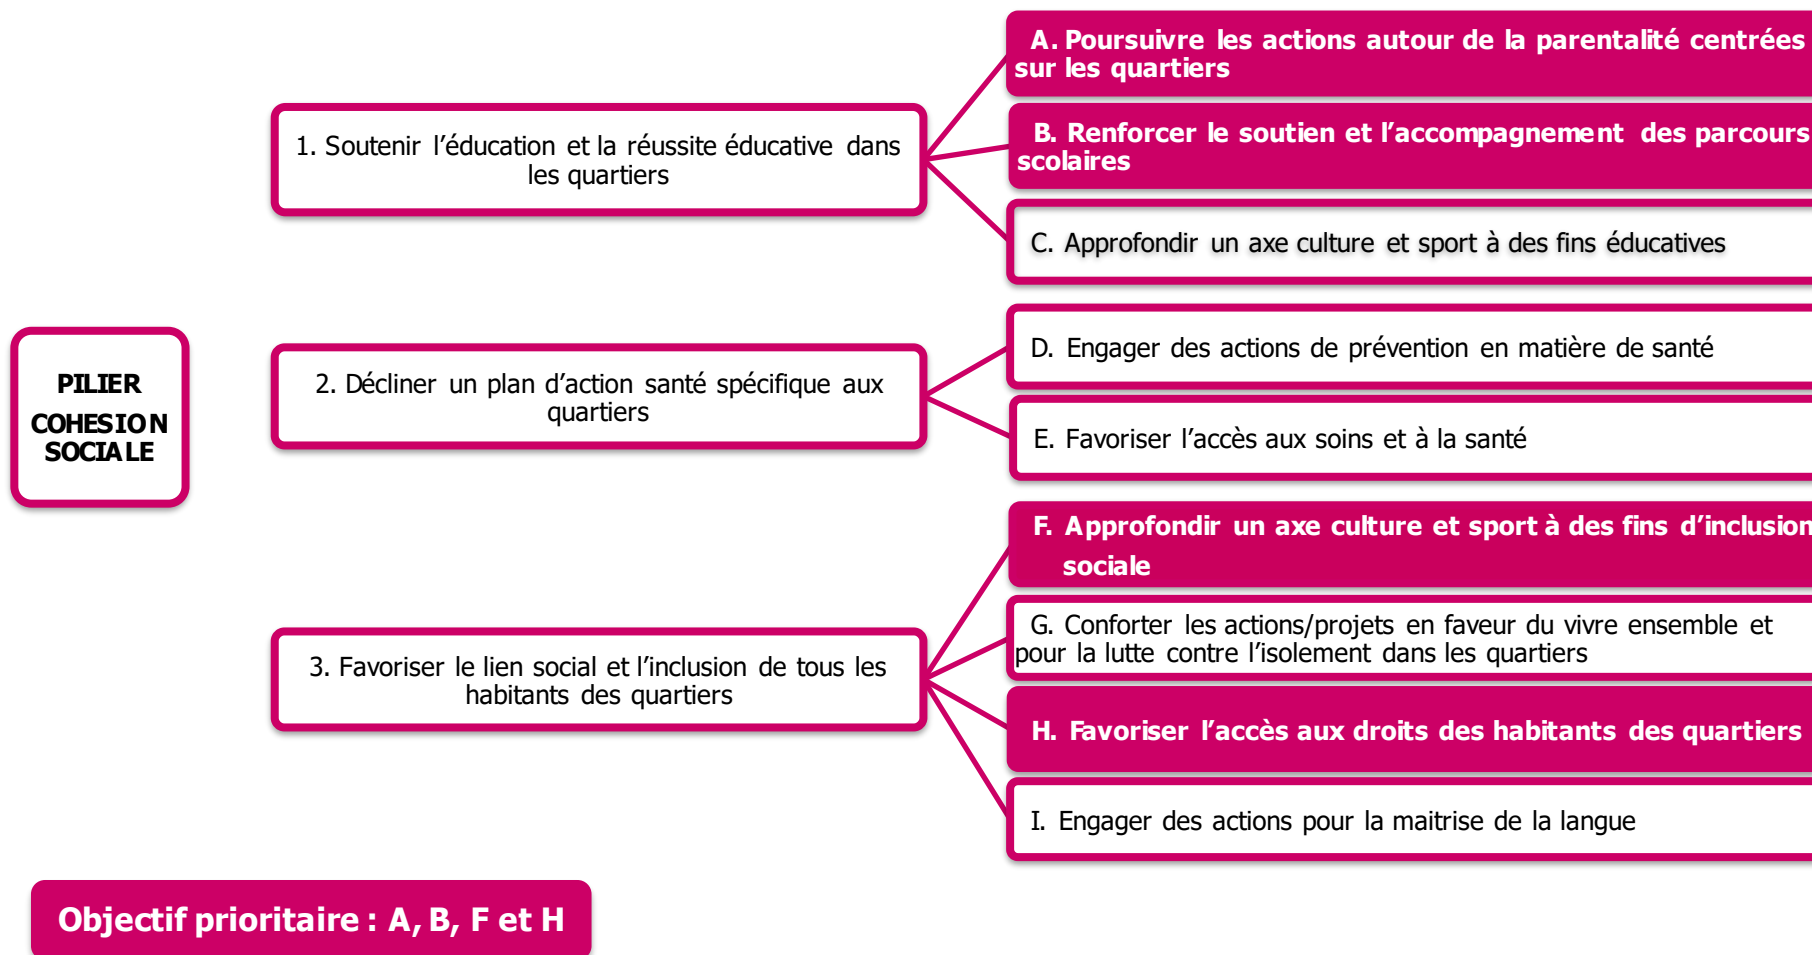 A. Poursuivre les actions autour de la parentalité centrées
sur les quartiers
B. Renforcer le soutien et l'accompagnement des parcours
scolaires
1. Soutenir l'éducation et la réussite éducative dans
les quartiers
C. Approfondir un axe culture et sport à des fins éducatives
D. Engager des actions de prévention en matière de santé
PILIER
COHESION
SOCIALE
2. Décliner un plan d'action santé spécifique aux
quartiers
E. Favoriser l'accès aux soins et à la santé
F. Approfondir un axe culture et sport à des fins d'inclusion
sociale
G. Conforter les actions/projets en faveur du vivre ensemble et
pour la lutte contre l'isolement dans les quartiers
3. Favoriser le lien social et l'inclusion de tous les
habitants des quartiers
H. Favoriser l'accès aux droits des habitants des quartiers
I. Engager des actions pour la maitrise de la langue
Objectif prioritaire : A, B, F et H